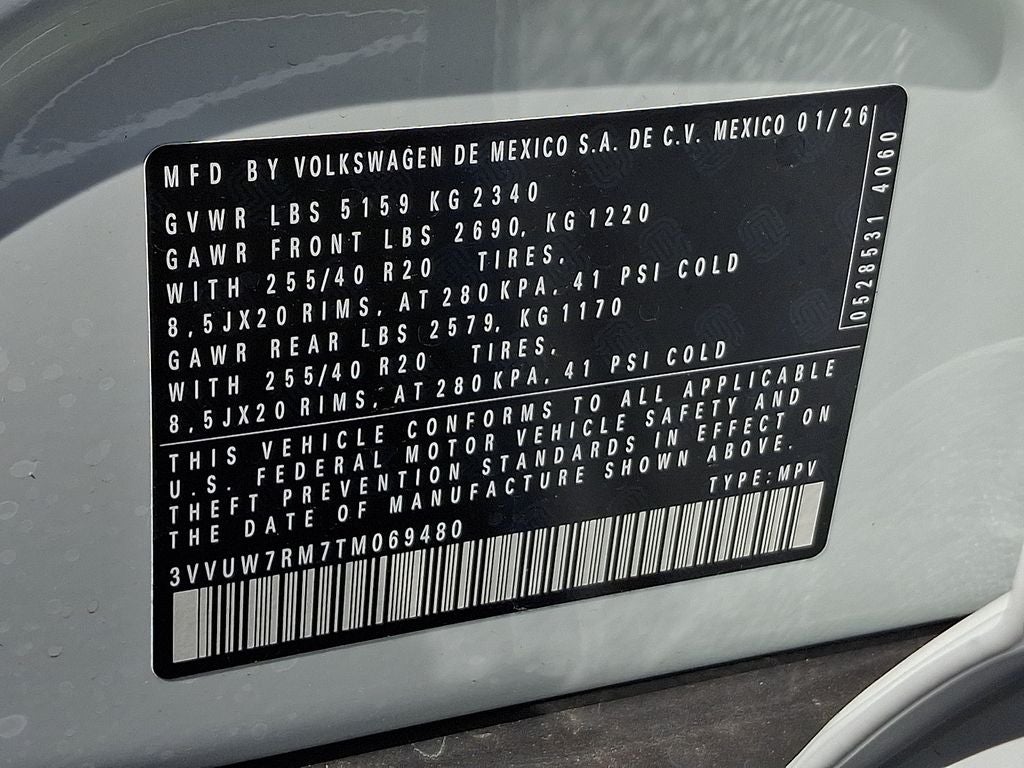 MFD BY VOLKSWAGEN DE MEXICO S.A. DE C.V. MEXICO 01/26
GVWR LBS 5159 KG 2340
GAWR FRONT LBS 2690, KG 1220
WITH 255/40 R20 TIRES,
8,5JX20 RIMS, AT 280 KPA, 41 PSI COLD
GAWR REAR LBS 2579, KG 1170
WITH 255/40 R20 TIRES,
8,5JX20 RIMS, AT 280 KPA, 41 PSI COLD
0528531 4060
THIS VEHICLE CONFORMS TO ALL APPLICABLE
U.S. FEDERAL MOTOR VEHICLE SAFETY AND
THEFT PREVENTION STANDARDS IN EFFECT ON
THE DATE OF MANUFACTURE SHOWN ABOVE.
3VVUW7RM7TM069480 TYPE: MPV